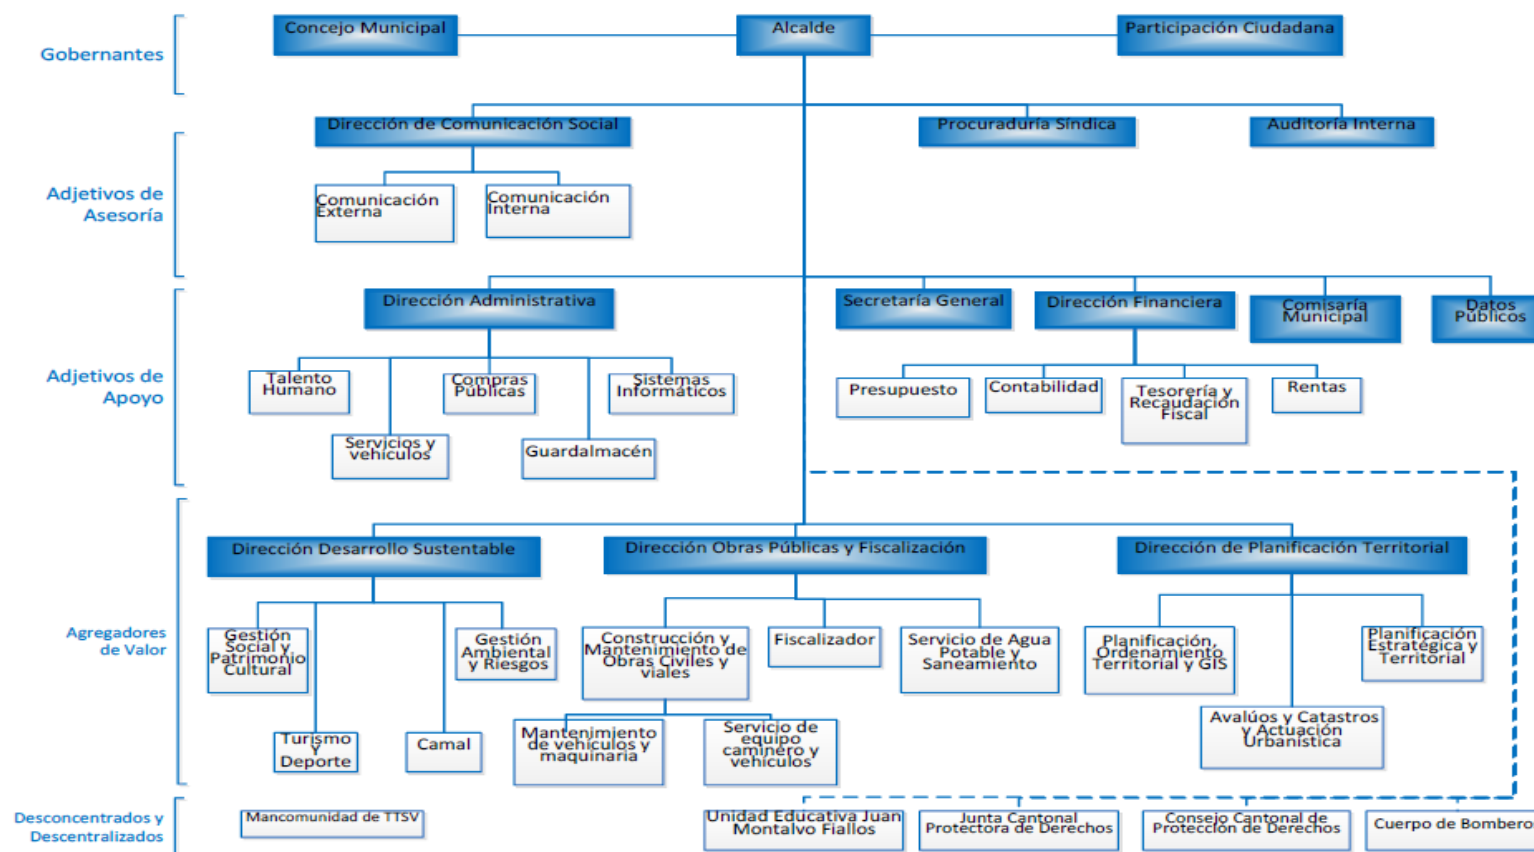 Gobernantes
Concejo Municipal
Alcalde
Participación Ciudadana
Adjetivos de
Asesoría
Dirección de Comunicación Social
Procuraduría Síndica
Auditoría Interna
Comunicación
Externa
Comunicación
Interna
Adjetivos de
Apoyo
Dirección Administrativa
Secretaría General
Dirección Financiera
Comisaría
Municipal
Datos
Públicos
Talento
Humano
Compras
Públicas
Sistemas
Informáticos
Servicios y
vehículos
Guardalmacén
Presupuesto
Contabilidad
Tesorería y
Recaudación
Fiscal
Rentas
Agregadores
de Valor
Dirección Desarrollo Sustentable
Dirección Obras Públicas y Fiscalización
Dirección de Planificación Territorial
Gestión
Social y
Patrimonio
Cultural
Gestión
Ambiental
y Riesgos
Turismo
y
Deporte
Camal
Construcción y
Mantenimiento de
Obras Civiles y
viales
Fiscalizador
Servicio de Agua
Potable y
Saneamiento
Mantenimiento
de vehículos y
maquinaria
Servicio de
equipo
caminero y
vehículos
Planificación,
Ordenamiento
Territorial y GIS
Planificación
Estratégica y
Territorial
Avalúos y Catastros
y Actuación
Urbanística
Desconcentrados y
Descentralizados
Mancomunidad de TTSV
Unidad Educativa Juan
Montalvo Fiallos
Junta Cantonal
Protectora de Derechos
Consejo Cantonal de
Protección de Derechos
Cuerpo de Bombero